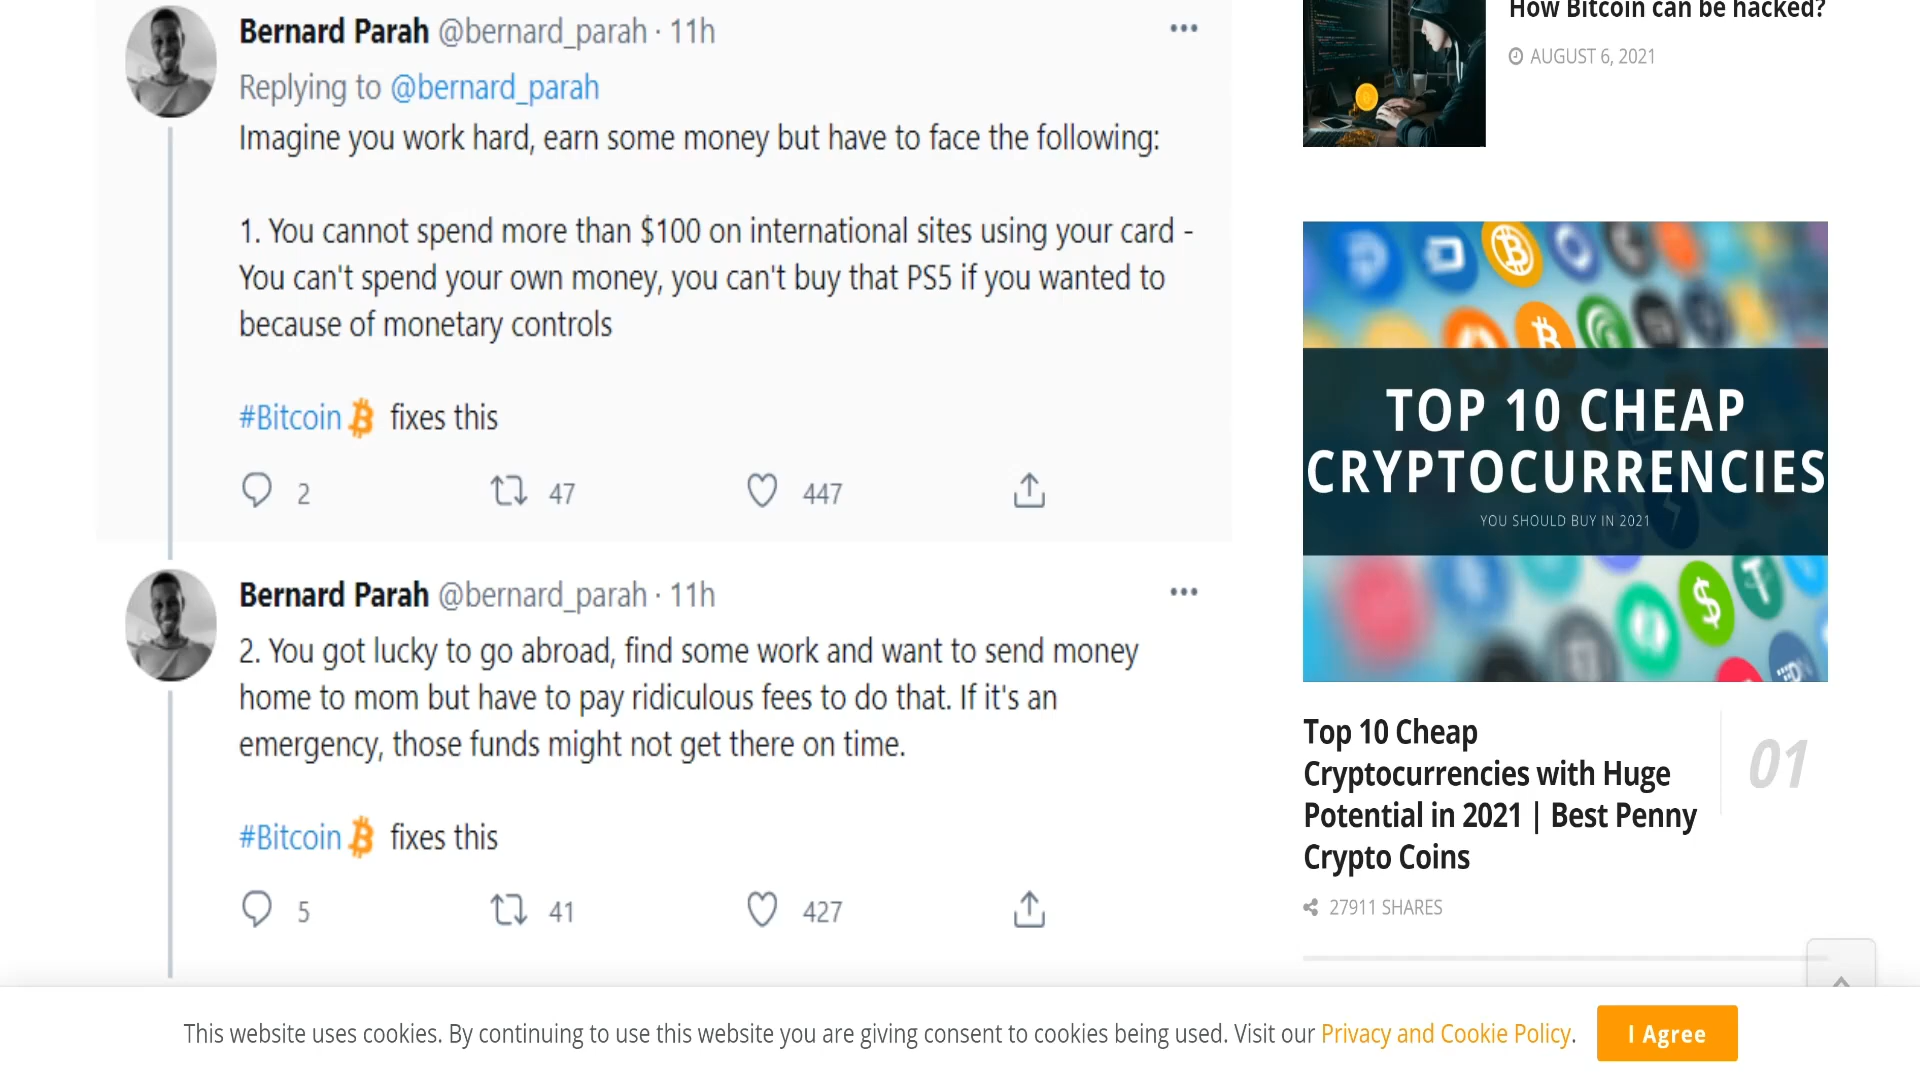 Bernard Parah @bernard_parah · 11h
Replying to @bernard_parah
Imagine you work hard, earn some money but have to face the following:
1. You cannot spend more than $100 on international sites using your card -
You can't spend your own money, you can't buy that PS5 if you wanted to
because of monetary controls
#Bitcoin fixes this
2 47 447
Bernard Parah @bernard_parah · 11h
2. You got lucky to go abroad, find some work and want to send money
home to mom but have to pay ridiculous fees to do that. If it's an
emergency, those funds might not get there on time.
#Bitcoin fixes this
5 41 427
How Bitcoin can be hacked?
AUGUST 6, 2021
TOP 10 CHEAP
CRYPTOCURRENCIES
YOU SHOULD BUY IN 2021
Top 10 Cheap
Cryptocurrencies with Huge
Potential in 2021 | Best Penny
Crypto Coins
01
27911 SHARES
This website uses cookies. By continuing to use this website you are giving consent to cookies being used. Visit our Privacy and Cookie Policy.
I Agree